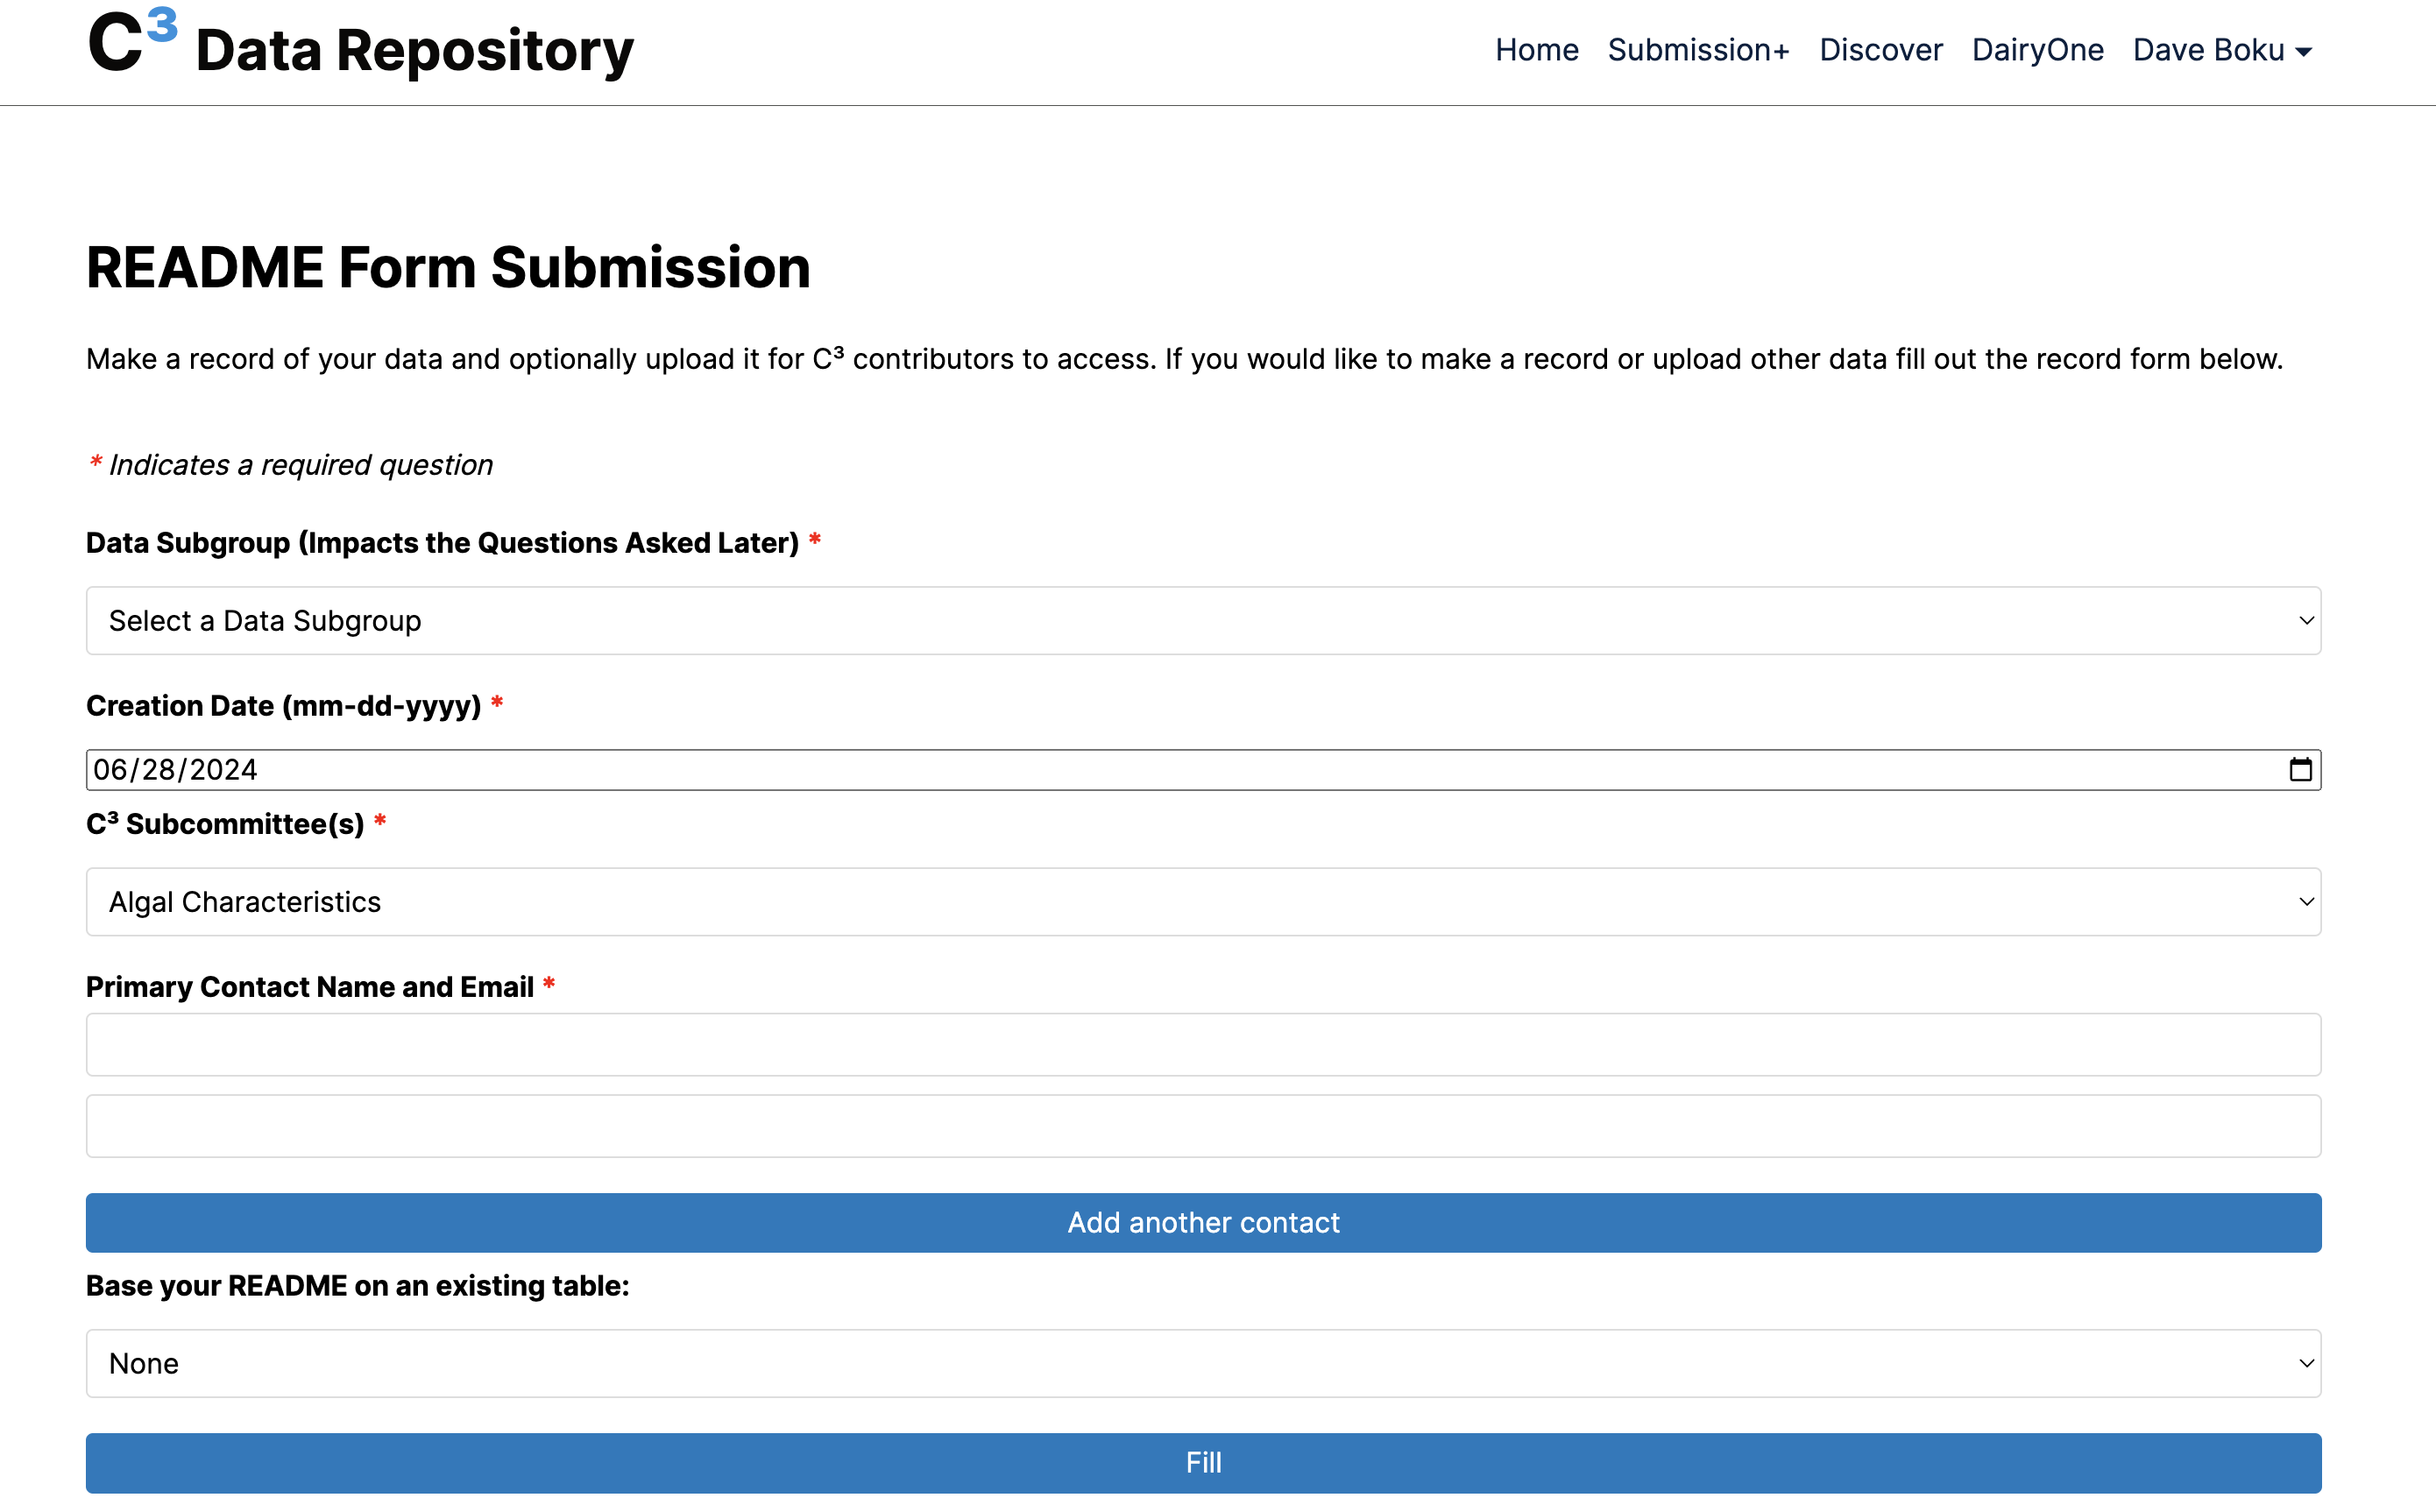 C³ Data Repository
Home Submission+ Discover DairyOne Dave Boku
README Form Submission
Make a record of your data and optionally upload it for C³ contributors to access. If you would like to make a record or upload other data fill out the record form below.
* Indicates a required question
Data Subgroup (Impacts the Questions Asked Later) *
Select a Data Subgroup
Creation Date (mm-dd-yyyy) *
06/28/2024
C³ Subcommittee(s) *
Algal Characteristics
Primary Contact Name and Email *
Add another contact
Base your README on an existing table:
None
Fill